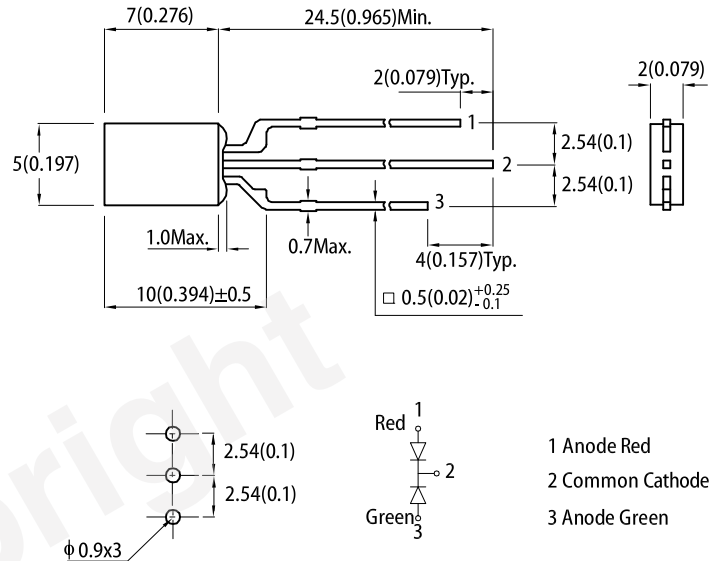 7(0.276)
24.5(0.965)Min.
2(0.079)Typ.
2(0.079)
1
2.54(0.1)
5(0.197)
2
2.54(0.1)
3
1.0Max.
0.7Max.
4(0.157)Typ.
10(0.394)±0.5
□ 0.5(0.02)+0.25 -0.1
1
Red
2.54(0.1)
1 Anode Red
2
2 Common Cathode
2.54(0.1)
Green
3
3 Anode Green
ϕ 0.9x3
right